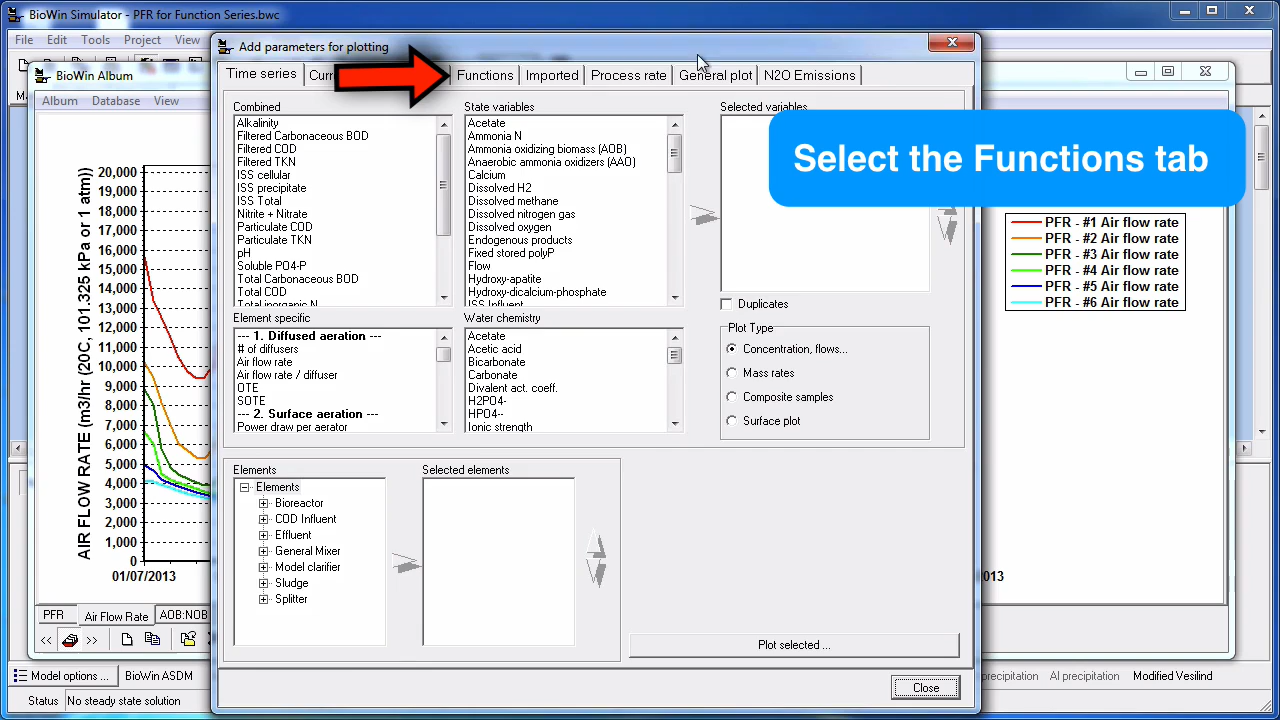 BioWin Simulator - PFR for Function Series.bwc
File Edit Tools Project View
Add parameters for plotting
BioWin Album
Album Database View
Time series
Functions
Imported
Process rate
General plot
N2O Emissions
Combined
Alkalinity
Filtered Carbonaceous BOD
Filtered COD
Filtered TKN
ISS cellular
ISS precipitate
ISS Total
Nitrite + Nitrate
Particulate COD
Particulate TKN
pH
Soluble PO4-P
Total Carbonaceous BOD
Total inorganic N
State variables
Acetate
Ammonia N
Ammonia oxidizing biomass (AOB)
Anaerobic ammonia oxidizers (AAO)
Calcium
Dissolved H2
Dissolved methane
Dissolved nitrogen gas
Dissolved oxygen
Endogenous products
Fixed stored polyP
Flow
Hydroxy-apatite
Hydroxy-dicalcium-phosphate
ISS Influent
Selected variables
Select the Functions tab
Duplicates
Element specific
--- 1. Diffused aeration ---
# of diffusers
Air flow rate
Air flow rate / diffuser
OTE
SOTE
--- 2. Surface aeration ---
Power draw per aerator
Water chemistry
Acetate
Acetic acid
Bicarbonate
Carbonate
Divalent act. coeff.
H2PO4-
HPO4--
Ionic strength
Plot Type
Concentration, flows...
Mass rates
Composite samples
Surface plot
Elements
Elements
Bioreactor
COD Influent
Effluent
General Mixer
Model clarifier
Sludge
Splitter
Selected elements
Plot selected ...
Close
AIR FLOW RATE (m3/hr (20C, 101.325 kPa or 1 atm))
20,000
19,000
18,000
17,000
16,000
15,000
14,000
13,000
12,000
11,000
10,000
9,000
8,000
7,000
6,000
5,000
4,000
3,000
2,000
1,000
0
01/07/2013
PFR - #1 Air flow rate
PFR - #2 Air flow rate
PFR - #3 Air flow rate
PFR - #4 Air flow rate
PFR - #5 Air flow rate
PFR - #6 Air flow rate
PFR
Air Flow Rate
AOB:NOB
<< >>
Model options ...
BioWin ASDM
precipitation
Al precipitation
Modified Vesilind
Status
No steady state solution